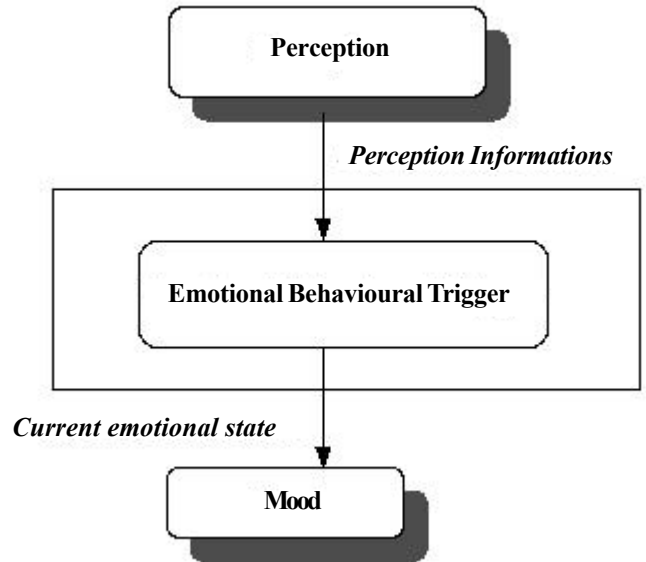 Perception
Perception Informations
Emotional Behavioural Trigger
Current emotional state
Mood